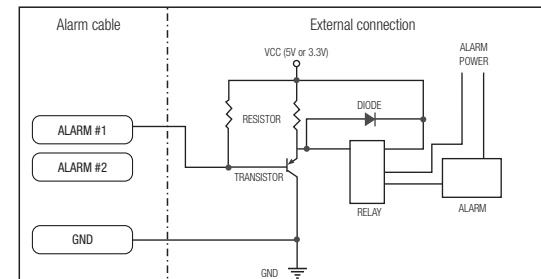 Alarm cable
External connection
VCC (5V or 3.3V)
ALARM
POWER
DIODE
RESISTOR
ALARM #1
ALARM #2
TRANSISTOR
RELAY
ALARM
GND
GND